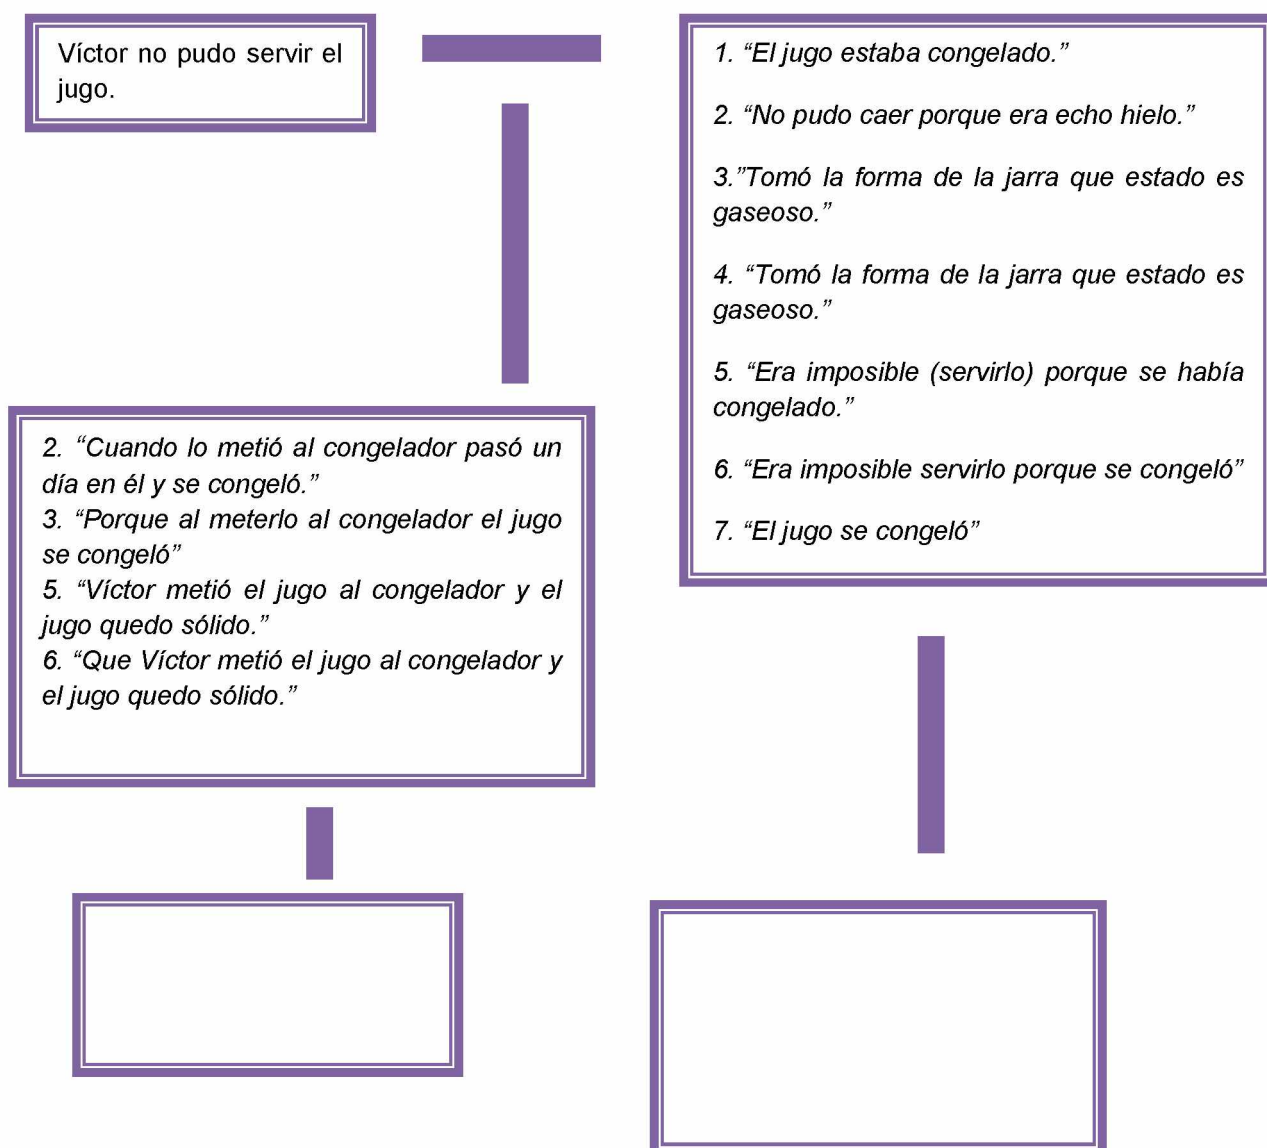 Víctor no pudo servir el
jugo.
1. “El jugo estaba congelado.”
2. “No pudo caer porque era echo hielo.”
3.”Tomó la forma de la jarra que estado es
gaseoso.”
4. “Tomó la forma de la jarra que estado es
gaseoso.”
5. “Era imposible (servirlo) porque se había
congelado.”
6. “Era imposible servirlo porque se congeló”
7. “El jugo se congeló”
2. “Cuando lo metió al congelador pasó un
día en él y se congeló.”
3. “Porque al meterlo al congelador el jugo
se congeló”
5. “Víctor metió el jugo al congelador y el
jugo quedo sólido.”
6. “Que Víctor metió el jugo al congelador y
el jugo quedo sólido.”